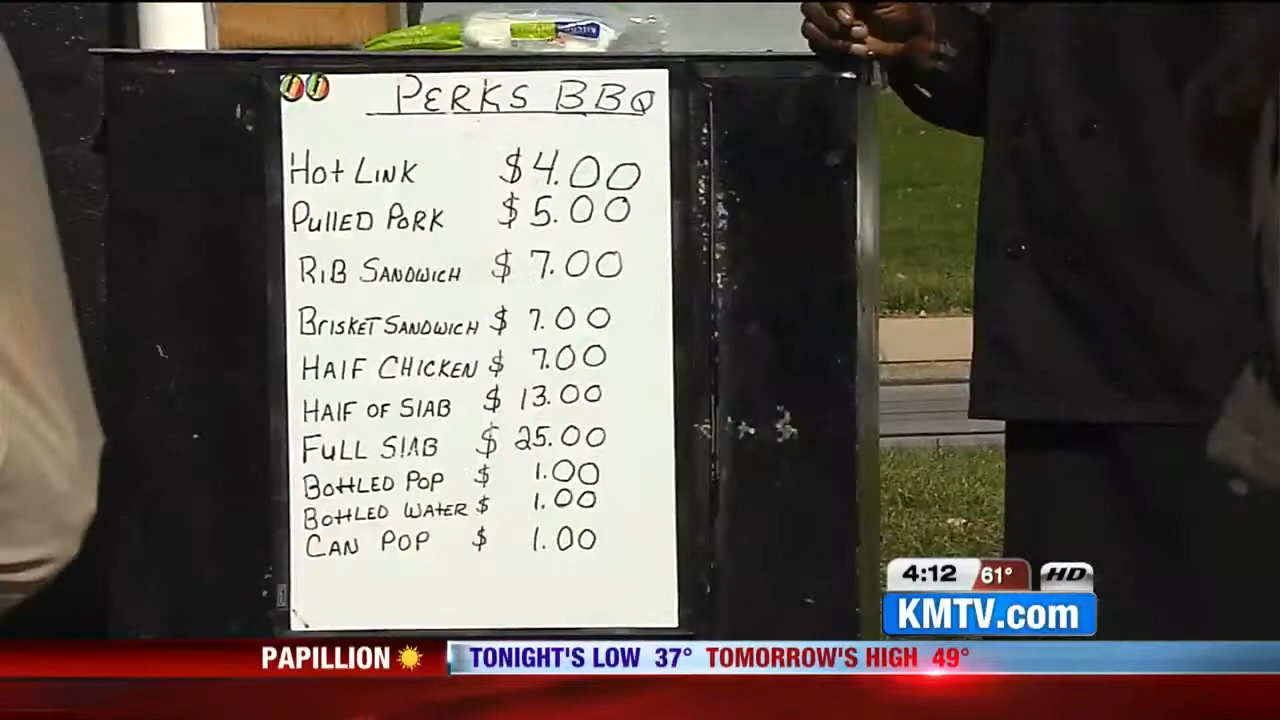 PERKS BBQ
Hot LINK $4.00
PullED PORK $5.00
RIB SANDWICH $7.00
BRISKET SANDWICH $7.00
HAlF CHICKEN $7.00
HAlF OF SlAB $13.00
FULL SlAB $25.00
BOttLED POP $1.00
BOttLED WAtER $1.00
CAN POP $1.00
4:12 61° HD
KMTV.com
PAPILLION TONIGHT'S LOW 37° TOMORROW'S HIGH 49°